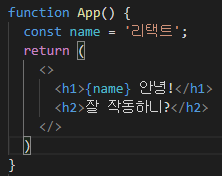 function App() {
  const name = '리택트';
  return (
    <>
      <h1>{name} 안녕!</h1>
      <h2>잘 작동하니?</h2>
    </>
  )
}